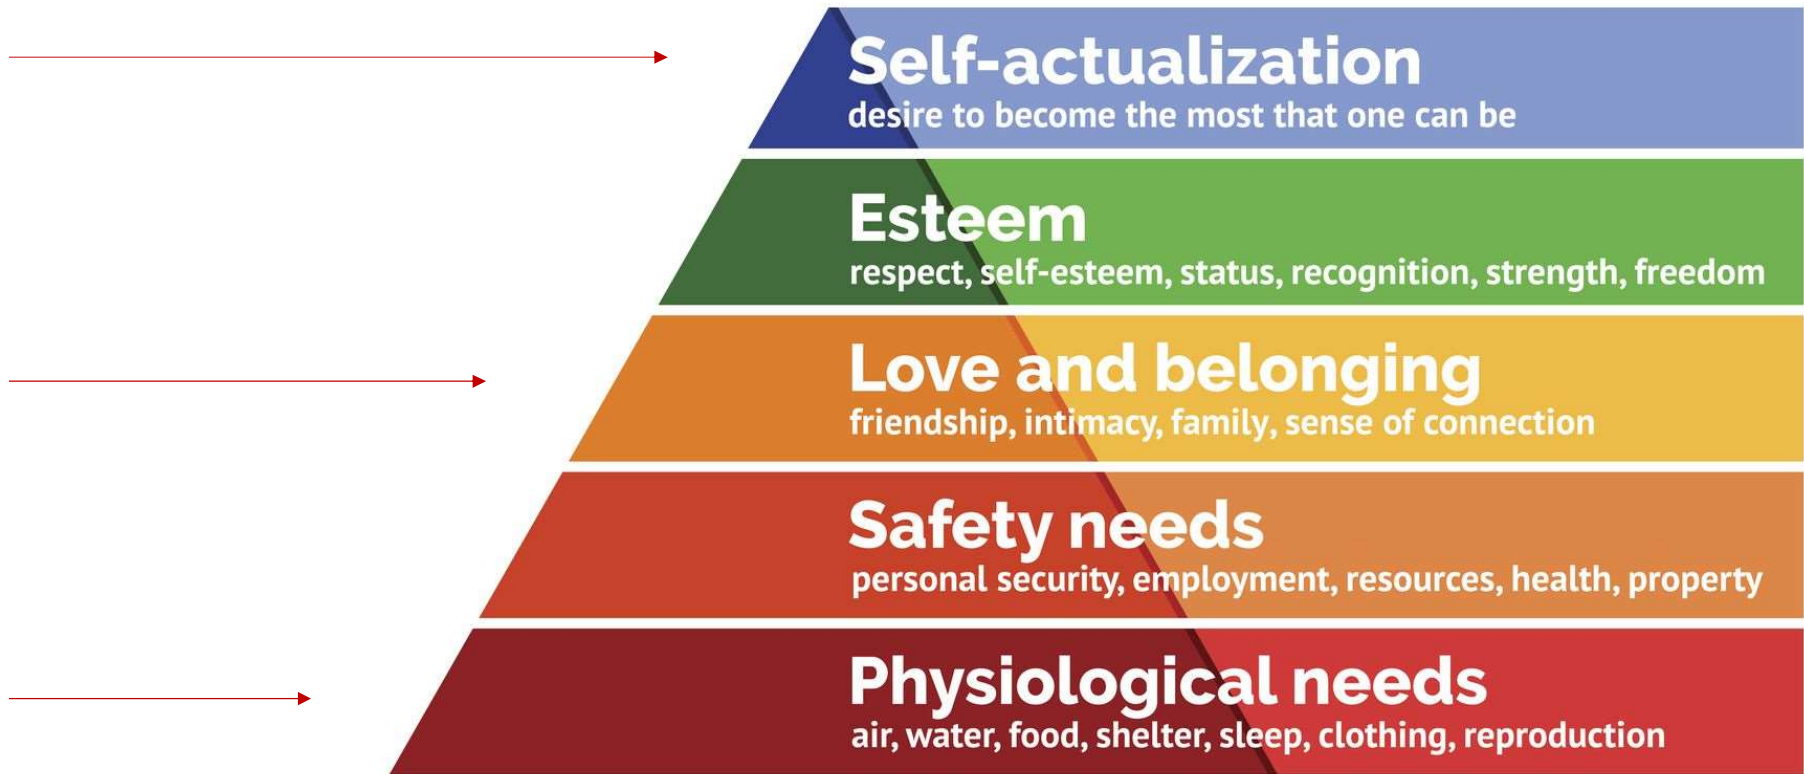 Self-actualization
desire to become the most that one can be
Esteem
respect, self-esteem, status, recognition, strength, freedom
Love and belonging
friendship, intimacy, family, sense of connection
Safety needs
personal security, employment, resources, health, property
Physiological needs
air, water, food, shelter, sleep, clothing, reproduction